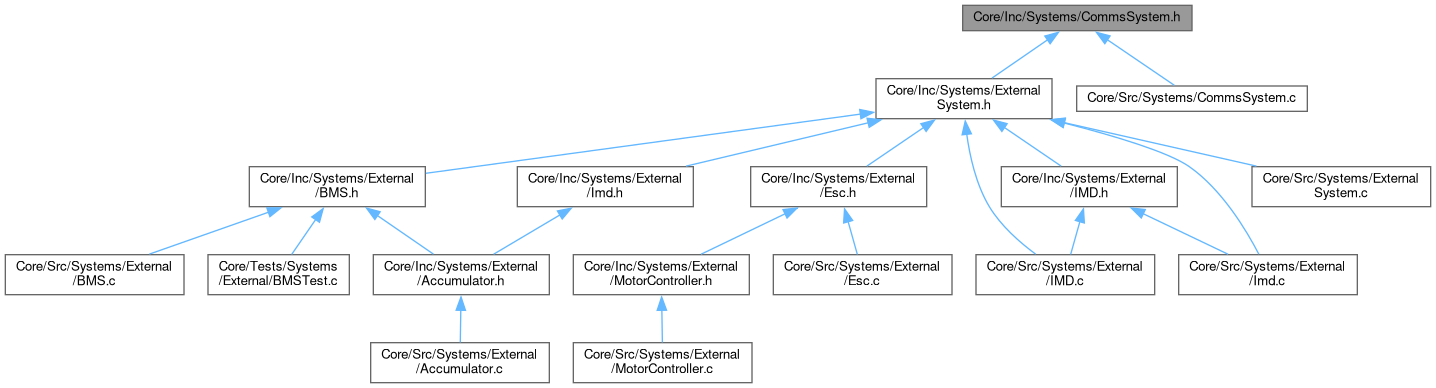 Core/Inc/Systems/CommsSystem.h
Core/Inc/Systems/External
System.h
Core/Src/Systems/CommsSystem.c
Core/Inc/Systems/External
/BMS.h
Core/Inc/Systems/External
/Imd.h
Core/Inc/Systems/External
/Esc.h
Core/Inc/Systems/External
/IMD.h
Core/Src/Systems/External
System.c
Core/Src/Systems/External
/BMS.c
Core/Tests/Systems
/External/BMSTest.c
Core/Inc/Systems/External
/Accumulator.h
Core/Inc/Systems/External
/MotorController.h
Core/Src/Systems/External
/Esc.c
Core/Src/Systems/External
/IMD.c
Core/Src/Systems/External
/Imd.c
Core/Src/Systems/External
/Accumulator.c
Core/Src/Systems/External
/MotorController.c